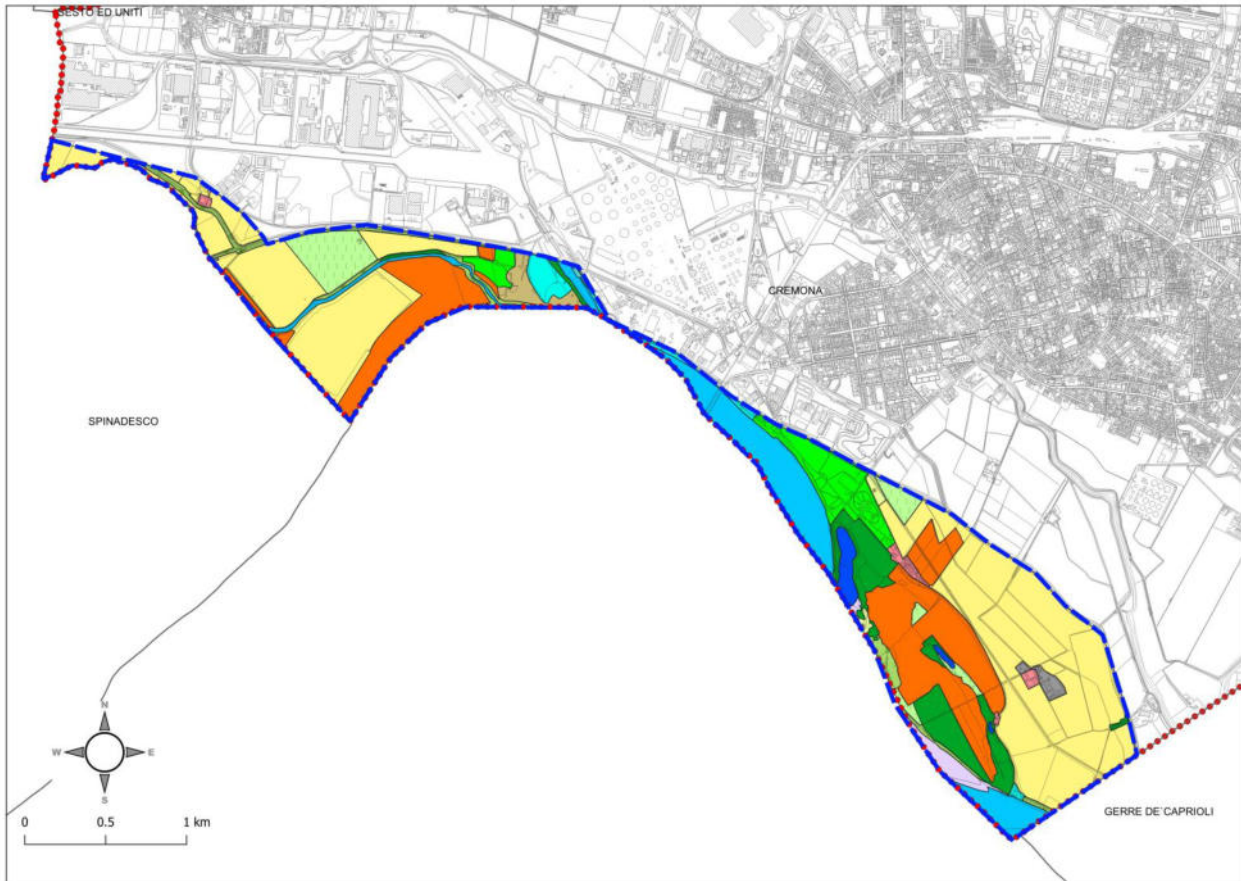 SESTO ED UNITI
CREMONA
SPINADESCO
N
W
E
S
0 0.5 1 km
GERRE DE'CAPRIOLI